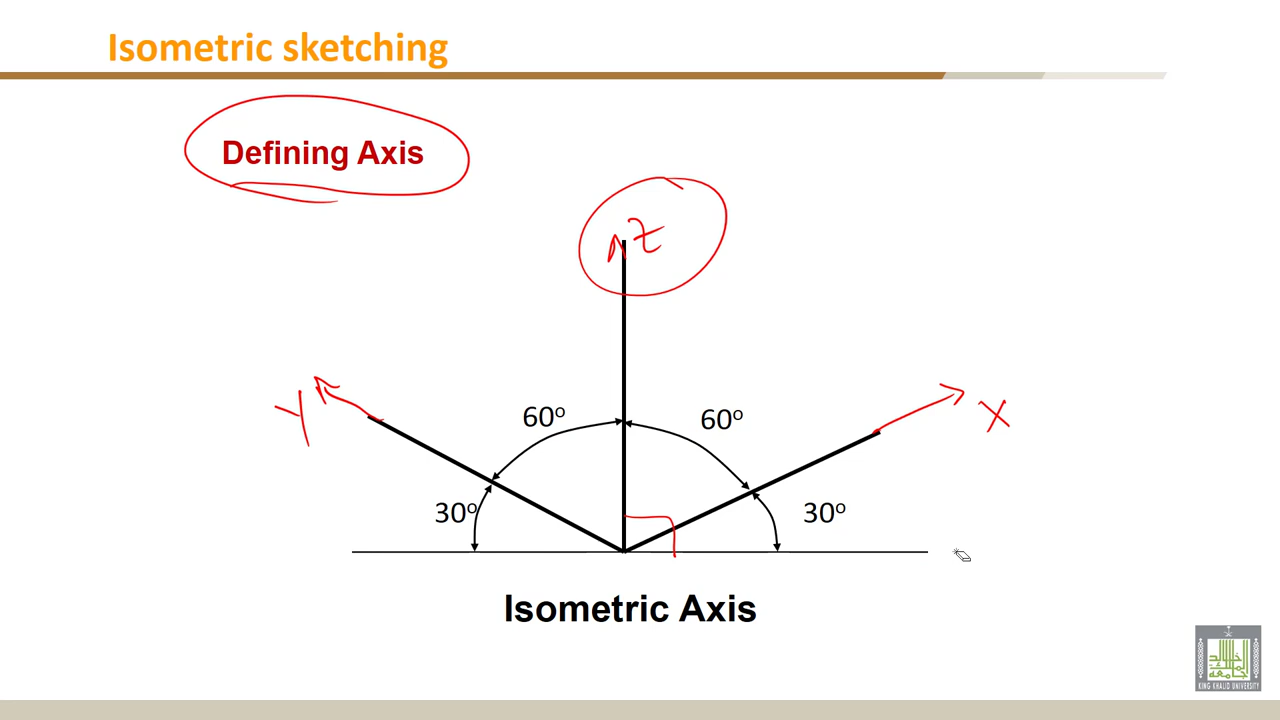 Isometric sketching
Defining Axis
Z
Y
X
60º
60º
30º
30º
Isometric Axis
KING KHALID UNIVERSITY